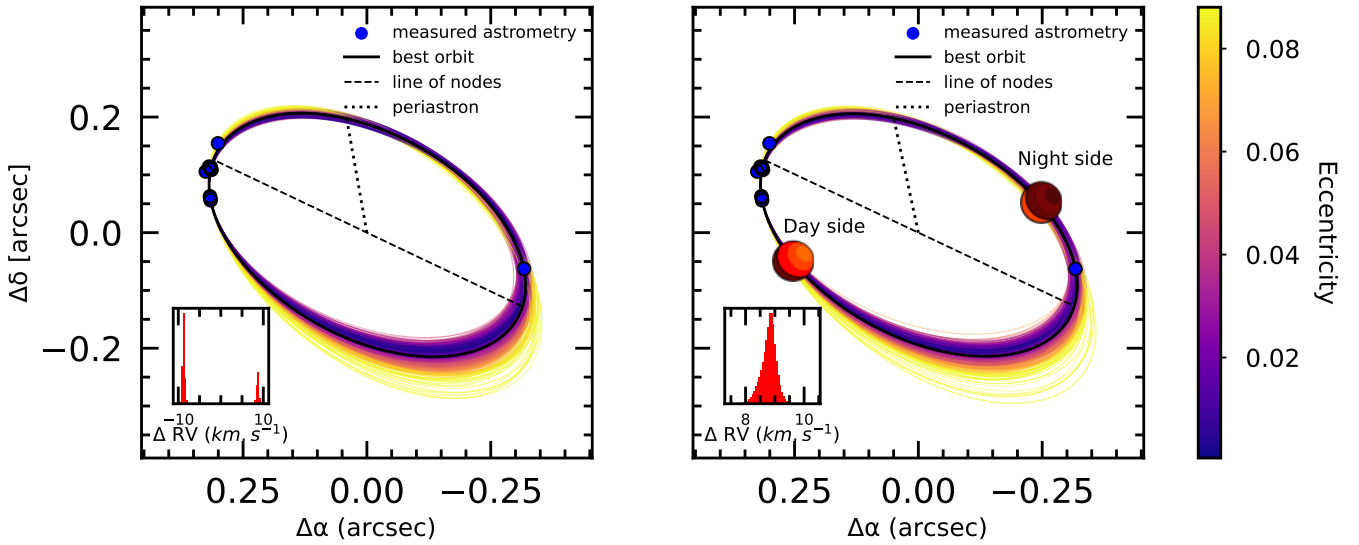 measured astrometry
best orbit
line of nodes
periastron
Δδ [arcsec]
0.2
0.0
−0.2
−10
10
Δ RV (km, s⁻¹)
0.25
0.00
−0.25
Δα (arcsec)
measured astrometry
best orbit
line of nodes
periastron
Night side
Day side
8
10
Δ RV (km, s⁻¹)
0.25
0.00
−0.25
Δα (arcsec)
0.08
0.06
0.04
0.02
Eccentricity